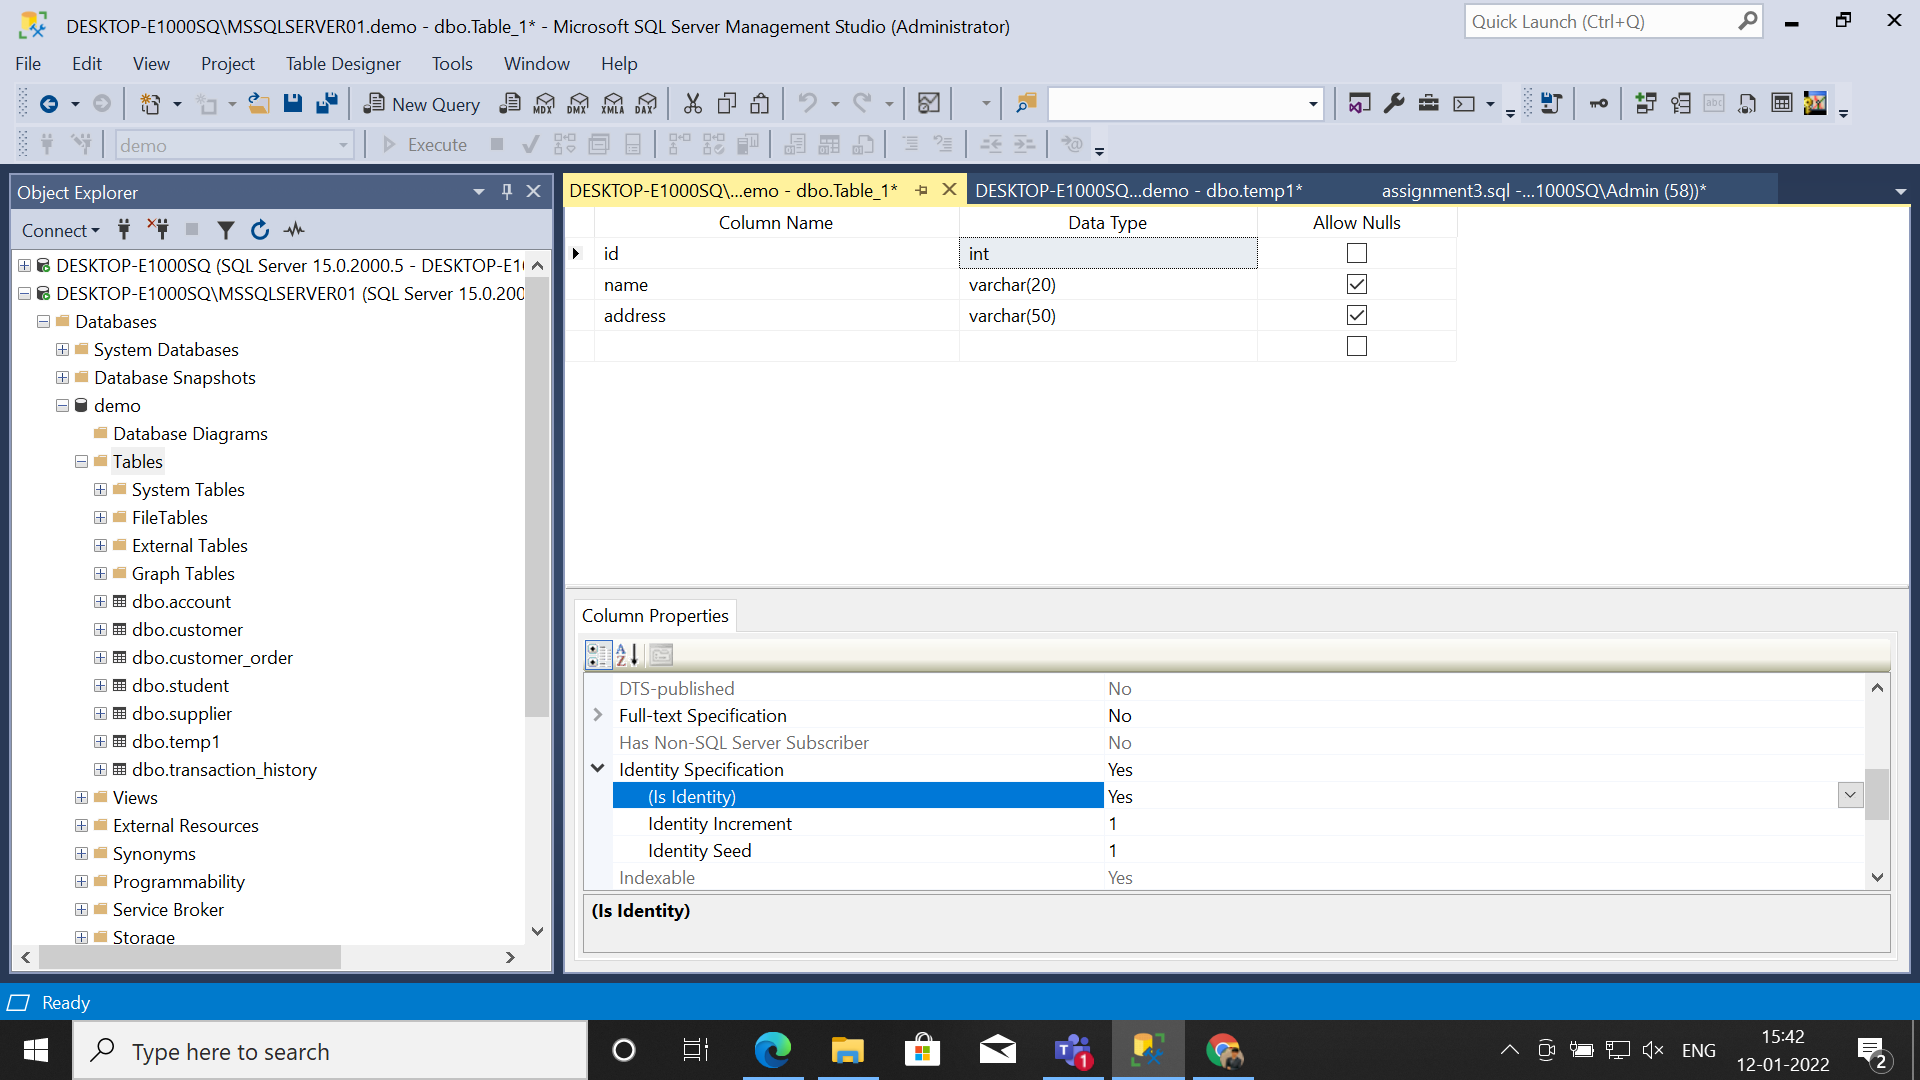 DESKTOP-E1000SQ\MSSQLSERVER01.demo - dbo.Table_1* - Microsoft SQL Server Management Studio (Administrator)
Quick Launch (Ctrl+Q)
File Edit View Project Table Designer Tools Window Help
New Query MDX DMX XMLA DAX
demo Execute
Object Explorer
Connect
DESKTOP-E1000SQ (SQL Server 15.0.2000.5 - DESKTOP-E1
DESKTOP-E1000SQ\MSSQLSERVER01 (SQL Server 15.0.200
Databases
System Databases
Database Snapshots
demo
Database Diagrams
Tables
System Tables
FileTables
External Tables
Graph Tables
dbo.account
dbo.customer
dbo.customer_order
dbo.student
dbo.supplier
dbo.temp1
dbo.transaction_history
Views
External Resources
Synonyms
Programmability
Service Broker
Storage
DESKTOP-E1000SQ\...emo - dbo.Table_1* DESKTOP-E1000SQ...demo - dbo.temp1* assignment3.sql -...1000SQ\Admin (58))*
Column Name Data Type Allow Nulls
id int
name varchar(20)
address varchar(50)
Column Properties
DTS-published No
Full-text Specification No
Has Non-SQL Server Subscriber No
Identity Specification Yes
(Is Identity) Yes
Identity Increment 1
Identity Seed 1
Indexable Yes
(Is Identity)
Ready
Type here to search
1
ENG
15:42
12-01-2022
2